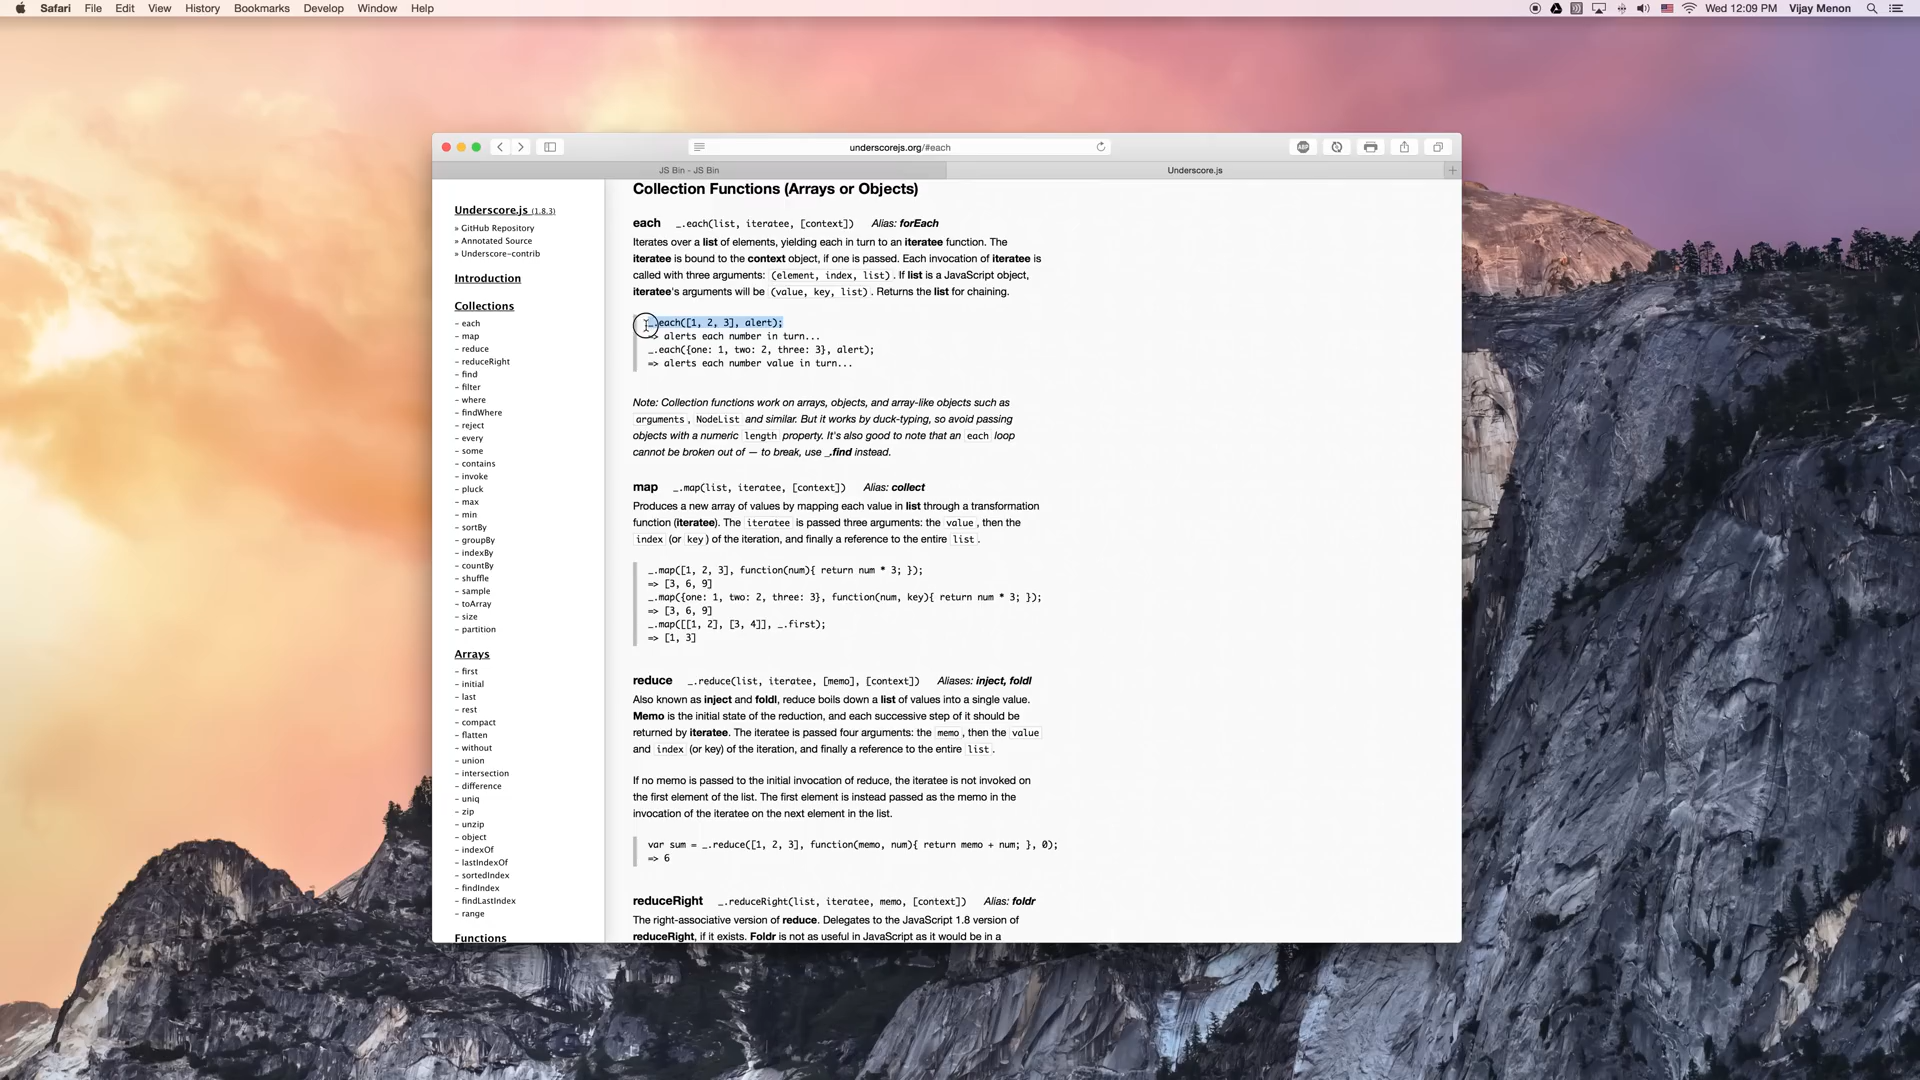 Safari File Edit View History Bookmarks Develop Window Help Wed 12:09 PM Vijay Menon
underscorejs.org/#each
ABP
JS Bin - JS Bin
Underscore.js
Underscore.js (1.8.3)
» GitHub Repository
» Annotated Source
» Underscore-contrib
Introduction
Collections
- each
- map
- reduce
- reduceRight
- find
- filter
- where
- findWhere
- reject
- every
- some
- contains
- invoke
- pluck
- max
- min
- sortBy
- groupBy
- indexBy
- countBy
- shuffle
- sample
- toArray
- size
- partition
Arrays
- first
- initial
- last
- rest
- compact
- flatten
- without
- union
- intersection
- difference
- uniq
- zip
- unzip
- object
- indexOf
- lastIndexOf
- sortedIndex
- findIndex
- findLastIndex
- range
Functions
Collection Functions (Arrays or Objects)
each _.each(list, iteratee, [context]) Alias: forEach
Iterates over a list of elements, yielding each in turn to an iteratee function. The
iteratee is bound to the context object, if one is passed. Each invocation of iteratee is
called with three arguments: (element, index, list). If list is a JavaScript object,
iteratee's arguments will be (value, key, list). Returns the list for chaining.
_.each([1, 2, 3], alert);
=> alerts each number in turn...
_.each({one: 1, two: 2, three: 3}, alert);
=> alerts each number value in turn...
Note: Collection functions work on arrays, objects, and array-like objects such as
arguments, NodeList and similar. But it works by duck-typing, so avoid passing
objects with a numeric length property. It's also good to note that an each loop
cannot be broken out of — to break, use _.find instead.
map _.map(list, iteratee, [context]) Alias: collect
Produces a new array of values by mapping each value in list through a transformation
function (iteratee). The iteratee is passed three arguments: the value, then the
index (or key) of the iteration, and finally a reference to the entire list.
_.map([1, 2, 3], function(num){ return num * 3; });
=> [3, 6, 9]
_.map({one: 1, two: 2, three: 3}, function(num, key){ return num * 3; });
=> [3, 6, 9]
_.map([[1, 2], [3, 4]], _.first);
=> [1, 3]
reduce _.reduce(list, iteratee, [memo], [context]) Aliases: inject, foldl
Also known as inject and foldl, reduce boils down a list of values into a single value.
Memo is the initial state of the reduction, and each successive step of it should be
returned by iteratee. The iteratee is passed four arguments: the memo, then the value
and index (or key) of the iteration, and finally a reference to the entire list.
If no memo is passed to the initial invocation of reduce, the iteratee is not invoked on
the first element of the list. The first element is instead passed as the memo in the
invocation of the iteratee on the next element in the list.
var sum = _.reduce([1, 2, 3], function(memo, num){ return memo + num; }, 0);
=> 6
reduceRight _.reduceRight(list, iteratee, memo, [context]) Alias: foldr
The right-associative version of reduce. Delegates to the JavaScript 1.8 version of
reduceRight, if it exists. Foldr is not as useful in JavaScript as it would be in a